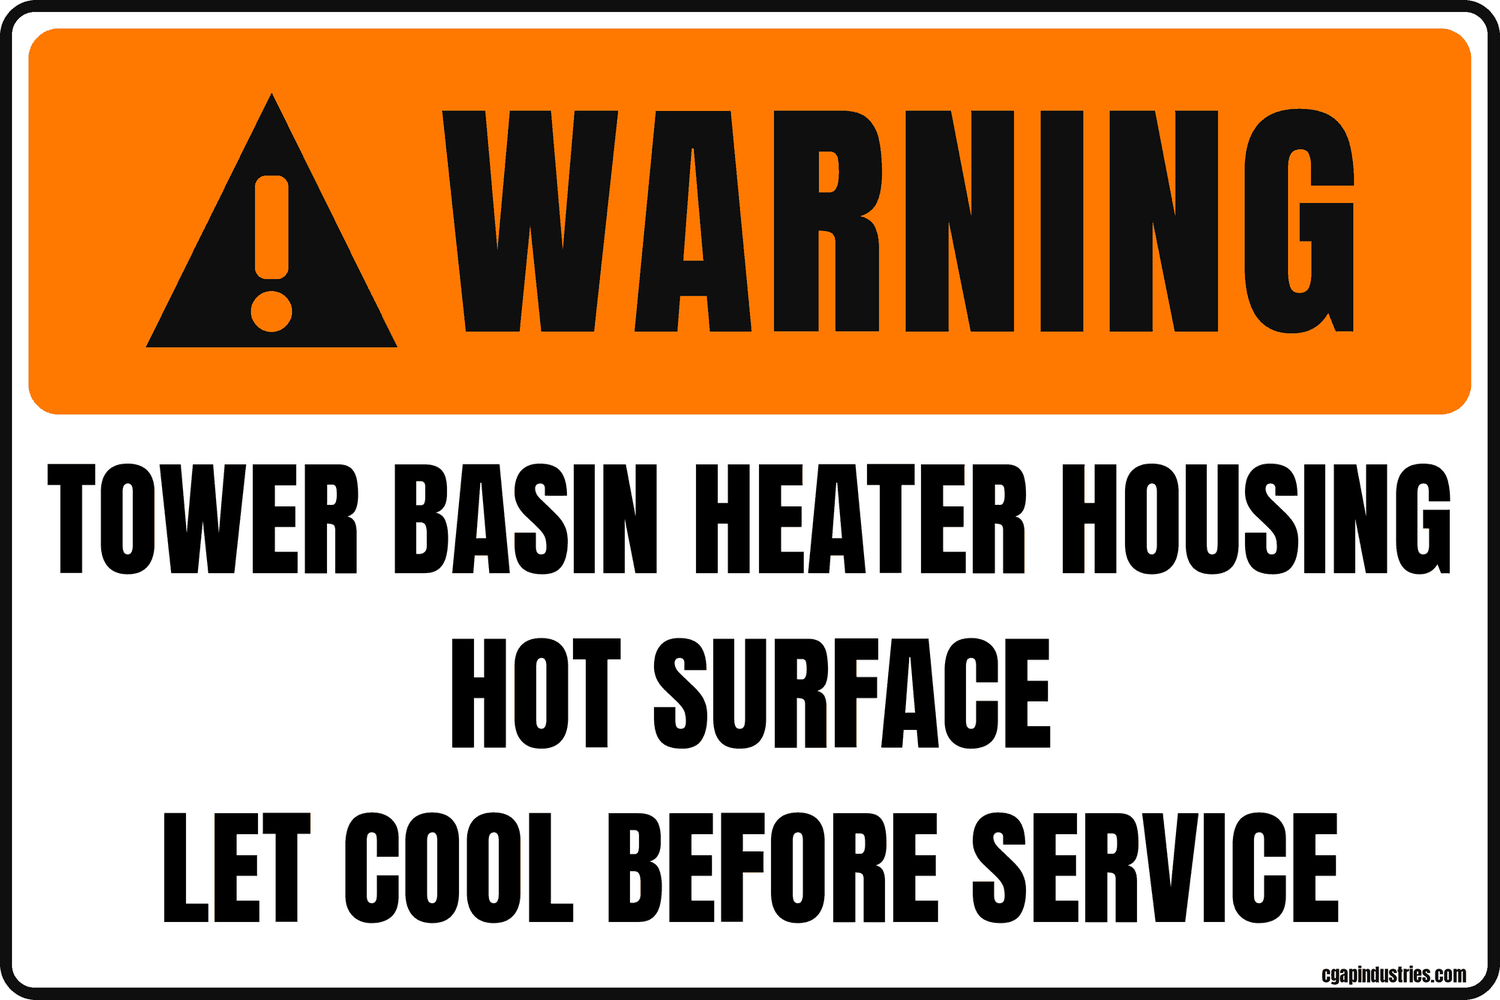 WARNING
TOWER BASIN HEATER HOUSING
HOT SURFACE
LET COOL BEFORE SERVICE
cgapindustries.com